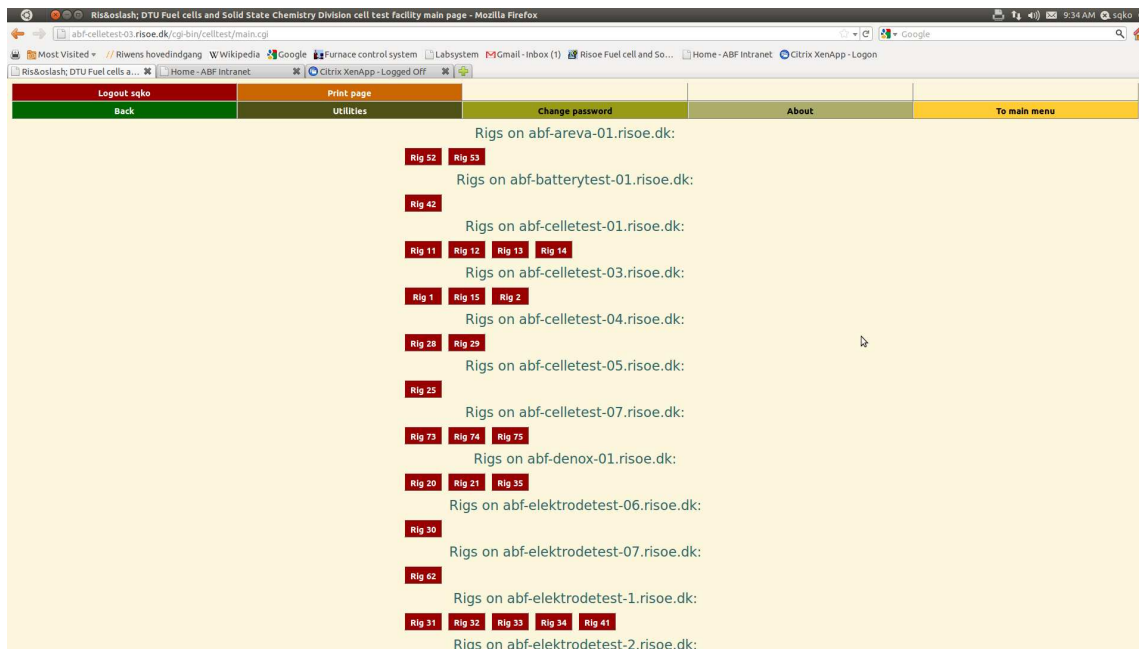 Ris&oslash; DTU Fuel cells and Solid State Chemistry Division cell test facility main page - Mozilla Firefox
9:34 AM sqko
abf-celletest-03.risoe.dk/cgi-bin/celltest/main.cgi
Google
Most Visited // Riwens hovedindgang Wikipedia Google Furnace control system Labsystem Gmail - Inbox (1) Risoe Fuel cell and So... Home - ABF Intranet Citrix XenApp - Logon
Ris&oslash; DTU Fuel cells a... Home - ABF Intranet Citrix XenApp - Logged Off
Logout sqko Print page
Back Utilities Change password About To main menu
Rigs on abf-areva-01.risoe.dk:
Rig 52 Rig 53
Rigs on abf-batterytest-01.risoe.dk:
Rig 42
Rigs on abf-celletest-01.risoe.dk:
Rig 11 Rig 12 Rig 13 Rig 14
Rigs on abf-celletest-03.risoe.dk:
Rig 1 Rig 15 Rig 2
Rigs on abf-celletest-04.risoe.dk:
Rig 28 Rig 29
Rigs on abf-celletest-05.risoe.dk:
Rig 25
Rigs on abf-celletest-07.risoe.dk:
Rig 73 Rig 74 Rig 75
Rigs on abf-denox-01.risoe.dk:
Rig 20 Rig 21 Rig 35
Rigs on abf-elektrodetest-06.risoe.dk:
Rig 30
Rigs on abf-elektrodetest-07.risoe.dk:
Rig 62
Rigs on abf-elektrodetest-1.risoe.dk:
Rig 31 Rig 32 Rig 33 Rig 34 Rig 41
Rigs on abf-elektrodetest-2.risoe.dk: